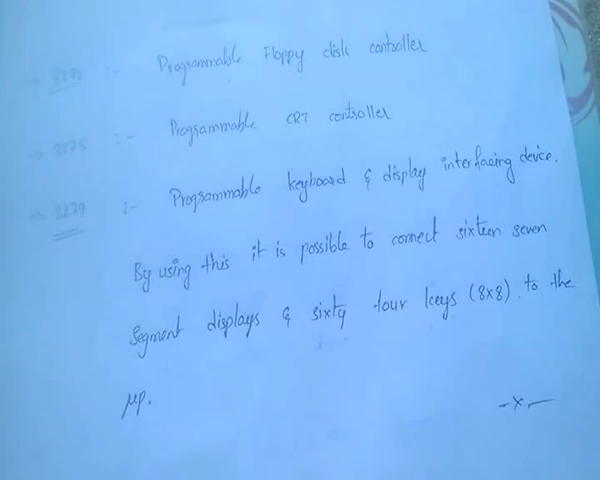 → 8272 :- Programmable Floppy disk controller
→ 8275 :- Programmable CRT controller
→ 8279 :- Programmable keyboard & display interfacing device.
By using this it is possible to connect sixteen seven
segment displays & sixty four keys (8x8). to the
μp.
-x-